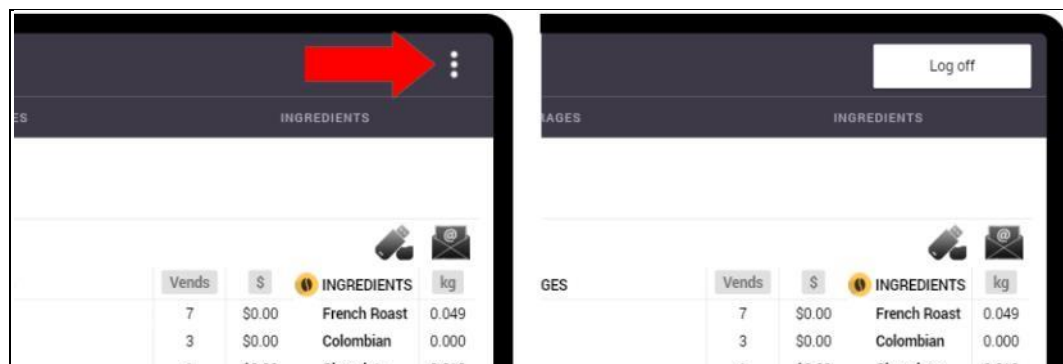 Log off
ES INGREDIENTS
AGES INGREDIENTS
@
@
Vends $ INGREDIENTS kg
7 $0.00 French Roast 0.049
3 $0.00 Colombian 0.000
GES Vends $ INGREDIENTS kg
7 $0.00 French Roast 0.049
3 $0.00 Colombian 0.000